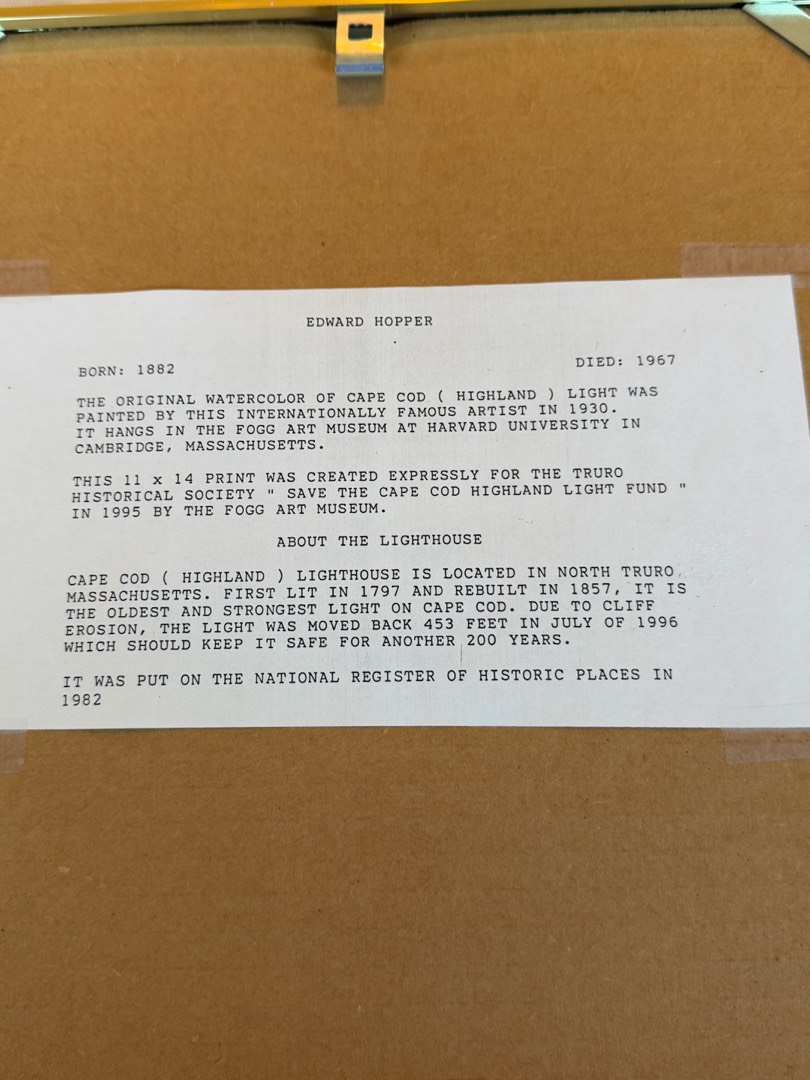 EDWARD HOPPER
BORN: 1882 DIED: 1967
THE ORIGINAL WATERCOLOR OF CAPE COD ( HIGHLAND ) LIGHT WAS
PAINTED BY THIS INTERNATIONALLY FAMOUS ARTIST IN 1930.
IT HANGS IN THE FOGG ART MUSEUM AT HARVARD UNIVERSITY IN
CAMBRIDGE, MASSACHUSETTS.
THIS 11 x 14 PRINT WAS CREATED EXPRESSLY FOR THE TRURO
HISTORICAL SOCIETY " SAVE THE CAPE COD HIGHLAND LIGHT FUND "
IN 1995 BY THE FOGG ART MUSEUM.
ABOUT THE LIGHTHOUSE
CAPE COD ( HIGHLAND ) LIGHTHOUSE IS LOCATED IN NORTH TRURO,
MASSACHUSETTS. FIRST LIT IN 1797 AND REBUILT IN 1857, IT IS
THE OLDEST AND STRONGEST LIGHT ON CAPE COD. DUE TO CLIFF
EROSION, THE LIGHT WAS MOVED BACK 453 FEET IN JULY OF 1996
WHICH SHOULD KEEP IT SAFE FOR ANOTHER 200 YEARS.
IT WAS PUT ON THE NATIONAL REGISTER OF HISTORIC PLACES IN
1982